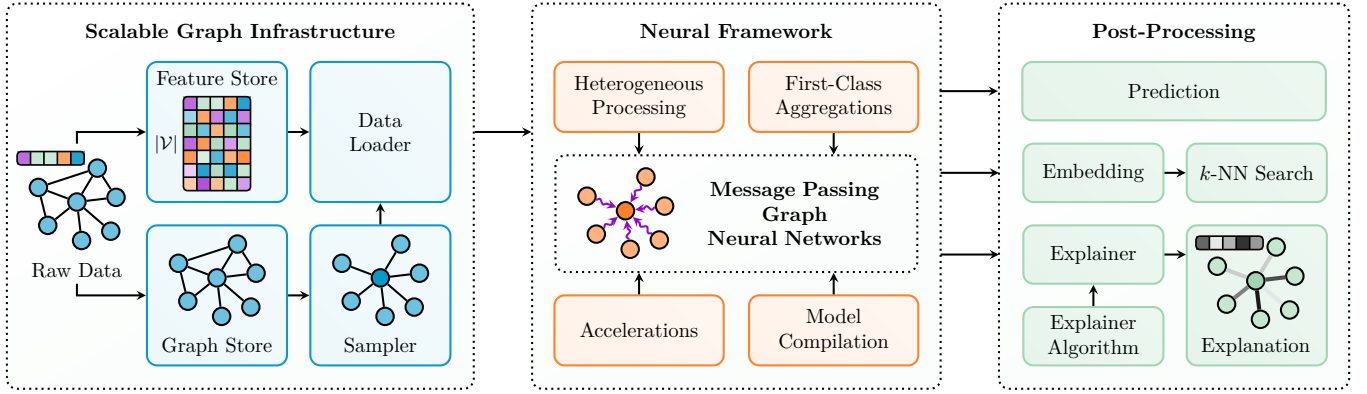 Scalable Graph Infrastructure
Feature Store
|𝒱|
Data
Loader
Raw Data
Graph Store
Sampler
Neural Framework
Heterogeneous
Processing
First-Class
Aggregations
Message Passing
Graph
Neural Networks
Accelerations
Model
Compilation
Post-Processing
Prediction
Embedding
k-NN Search
Explainer
Explainer
Algorithm
Explanation